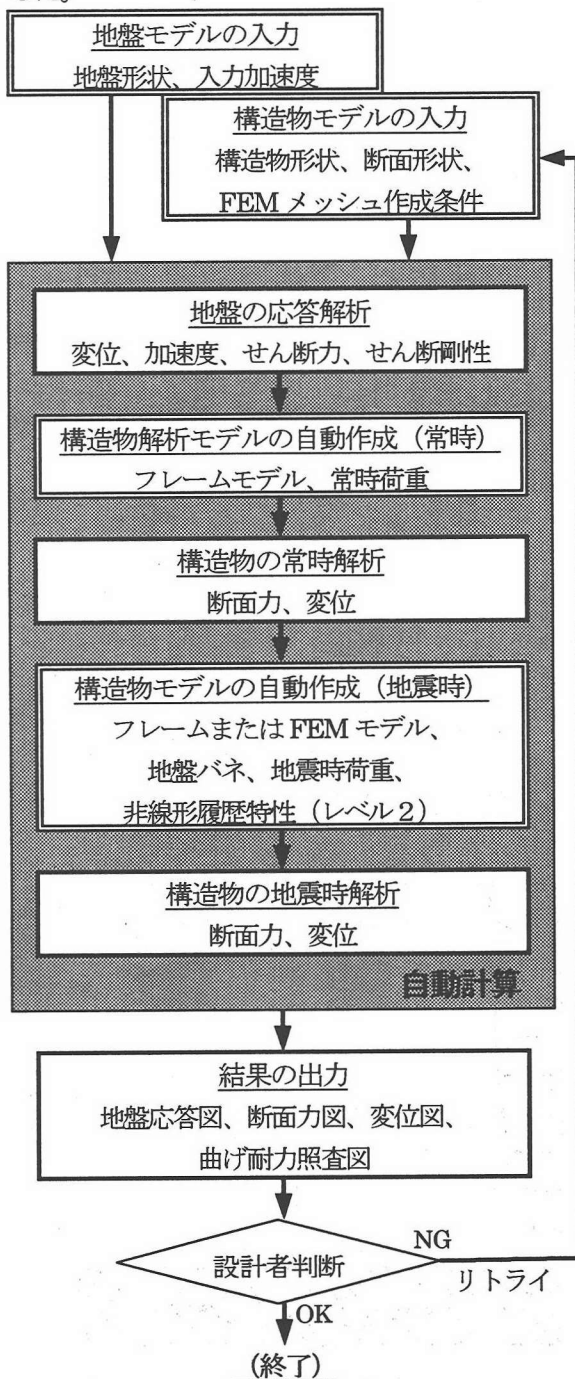 地盤モデルの入力
地盤形状、入力加速度
構造物モデルの入力
構造物形状、断面形状、
FEM メッシュ作成条件
地盤の応答解析
変位、加速度、せん断力、せん断剛性
構造物解析モデルの自動作成（常時）
フレームモデル、常時荷重
構造物の常時解析
断面力、変位
構造物モデルの自動作成（地震時）
フレームまたは FEM モデル、
地盤バネ、地震時荷重、
非線形履歴特性（レベル２）
構造物の地震時解析
断面力、変位
自動計算
結果の出力
地盤応答図、断面力図、変位図、
曲げ耐力照査図
設計者判断
NG
リトライ
OK
(終了)